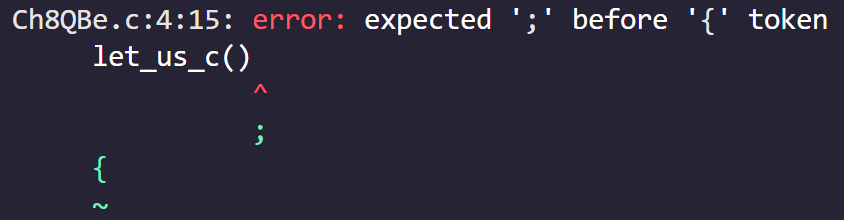 Ch8QBe.c:4:15: error: expected ';' before '{' token
let_us_c()
^
;
{
~